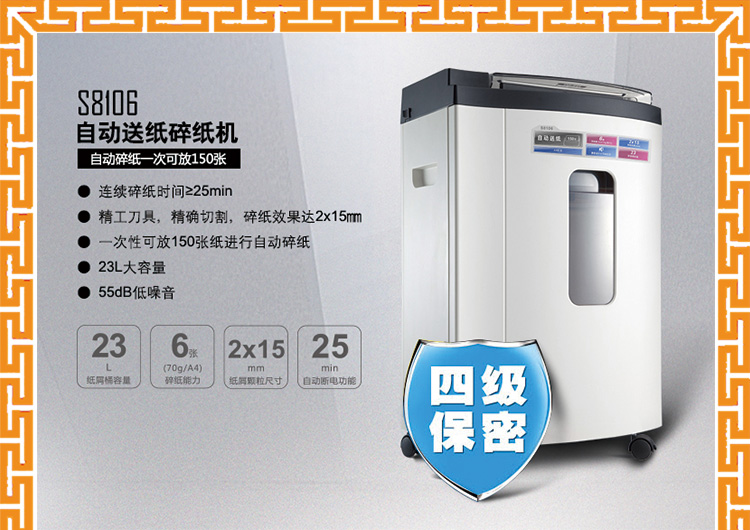 S8106
自动送纸碎纸机
自动碎纸一次可放150张
● 连续碎纸时间≥25min
● 精工刀具，精确切割，碎纸效果达2x15mm
● 一次性可放150张纸进行自动碎纸
● 23L大容量
● 55dB低噪音
23
L
纸屑桶容量
6张
(70g/A4)
碎纸能力
2x15
mm
纸屑颗粒尺寸
25
min
自动断电功能
自动送纸
四级
保密